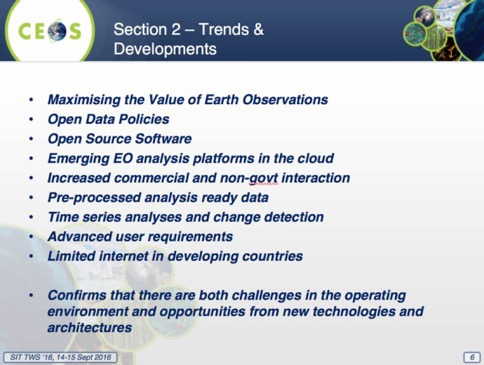 CEOS
Section 2 – Trends &
Developments
• Maximising the Value of Earth Observations
• Open Data Policies
• Open Source Software
• Emerging EO analysis platforms in the cloud
• Increased commercial and non-govt interaction
• Pre-processed analysis ready data
• Time series analyses and change detection
• Advanced user requirements
• Limited internet in developing countries
• Confirms that there are both challenges in the operating
environment and opportunities from new technologies and
architectures
SIT TWS '16, 14-15 Sept 2016
6